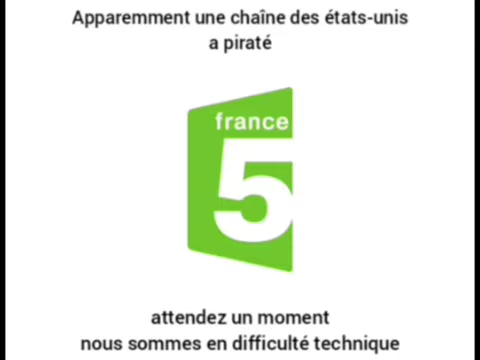 Apparemment une chaîne des états-unis
a piraté
france
5
attendez un moment
nous sommes en difficulté technique